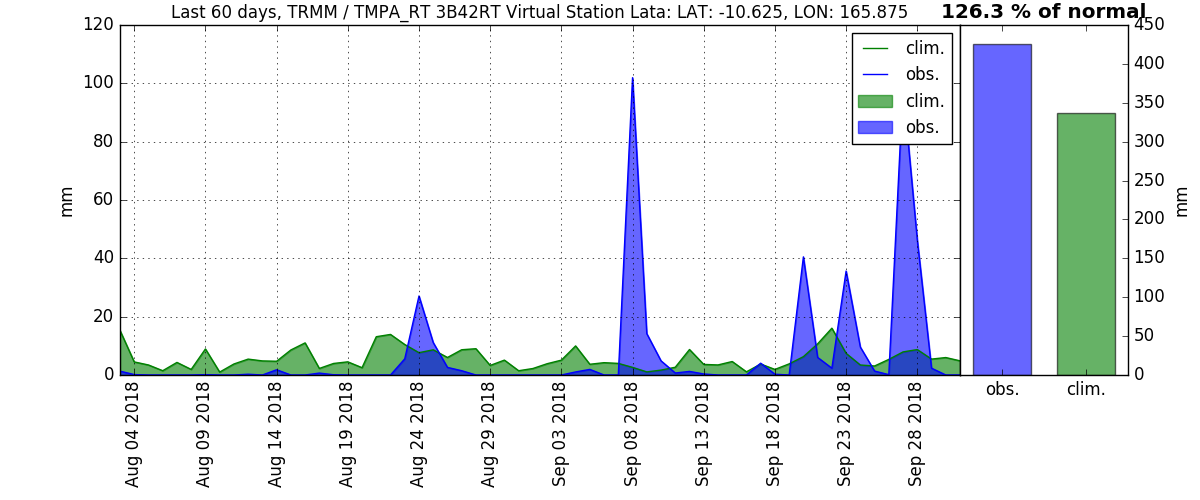 Last 60 days, TRMM / TMPA_RT 3B42RT Virtual Station Lata: LAT: -10.625, LON: 165.875
126.3 % of normal
120
100
80
60
40
20
0
mm
clim.
obs.
clim.
obs.
Aug 04 2018
Aug 09 2018
Aug 14 2018
Aug 19 2018
Aug 24 2018
Aug 29 2018
Sep 03 2018
Sep 08 2018
Sep 13 2018
Sep 18 2018
Sep 23 2018
Sep 28 2018
450
400
350
300
250
200
150
100
50
0
mm
obs.
clim.